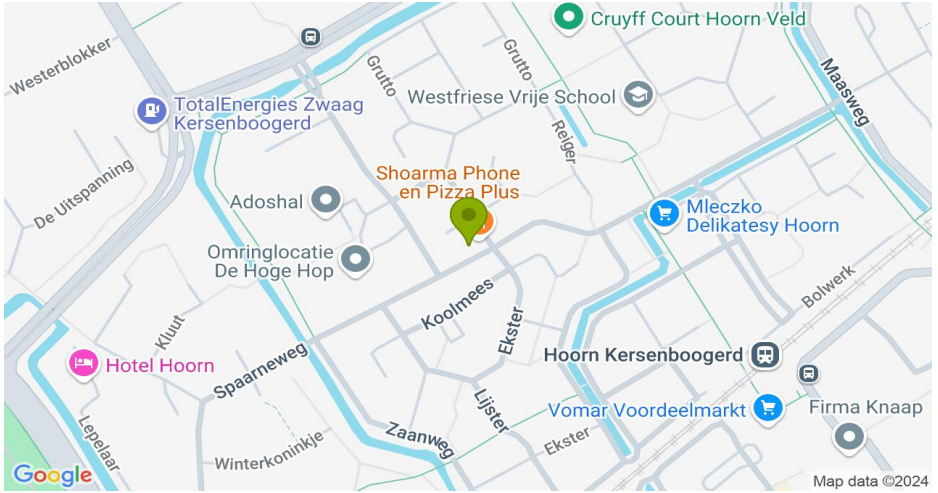 Cruyff Court Hoorn Veld
Westerblokker
Grutto
Grutto
Maasweg
Westfriese Vrije School
TotalEnergies Zwaag
Kersenboogerd
Reiger
De Uitspanning
Shoarma Phone
en Pizza Plus
Adoshal
Mleczko
Delikatesy Hoorn
Omringlocatie
De Hoge Hop
Bolwerk
Koolmees
Kluut
Ekster
Hoorn Kersenboogerd
Hotel Hoorn
Spaarneweg
Lijster
Vomar Voordeelmarkt
Firma Knaap
Lepelaar
Zaanweg
Ekster
Winterkoninkje
Google
Map data ©2024